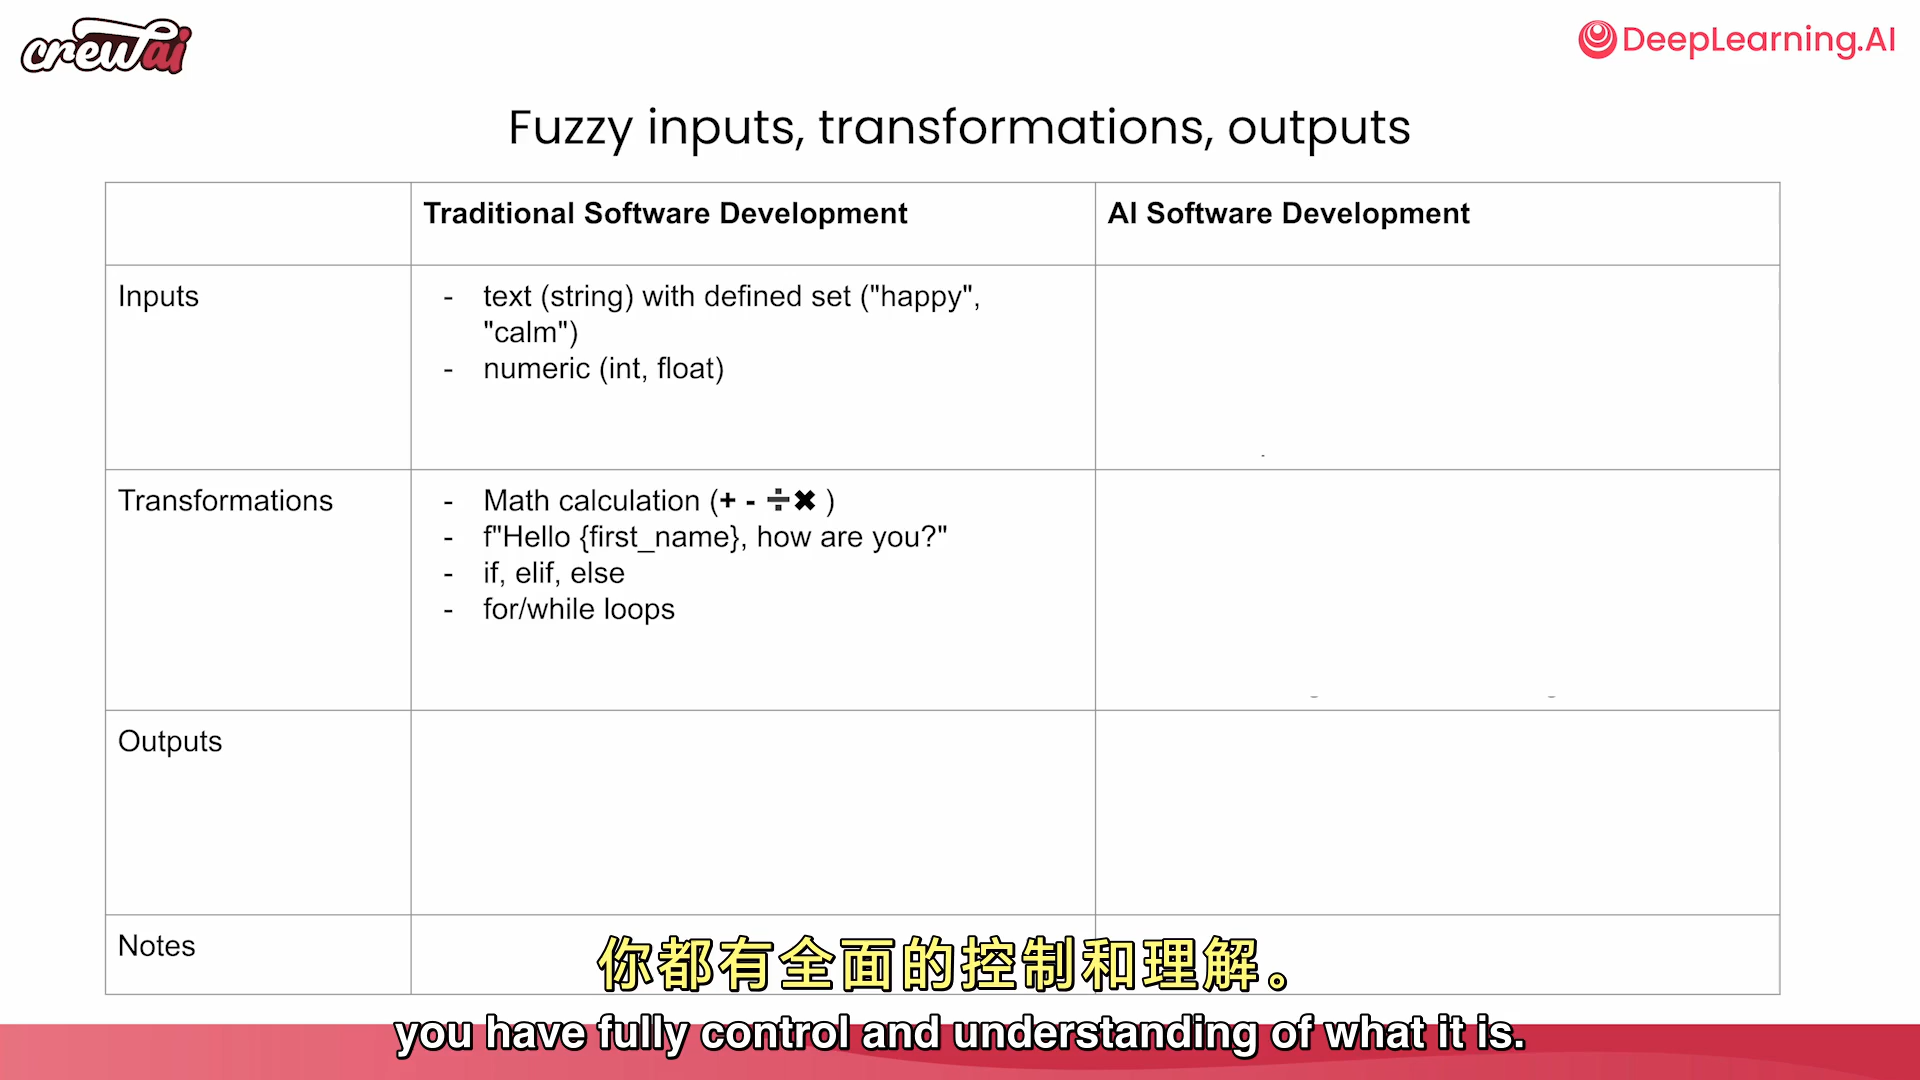 crewai
DeepLearning.AI
Fuzzy inputs, transformations, outputs
Traditional Software Development
AI Software Development
Inputs
- text (string) with defined set ("happy",
"calm")
- numeric (int, float)
Transformations
- Math calculation (+ - ÷✖ )
- f"Hello {first_name}, how are you?"
- if, elif, else
- for/while loops
Outputs
Notes
你都有全面的控制和理解。
you have fully control and understanding of what it is.